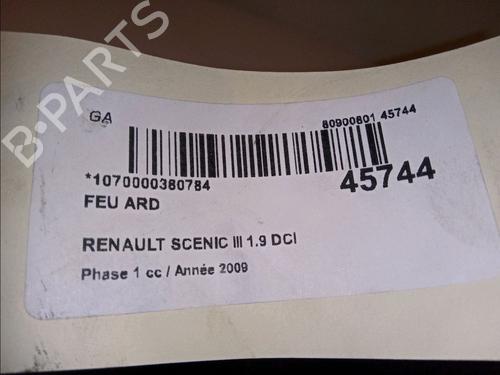 B-PARTS
GA
80900801 45744
*1070000380784
45744
FEU ARD
RENAULT SCENIC III 1.9 DCI
Phase 1 cc / Année 2009